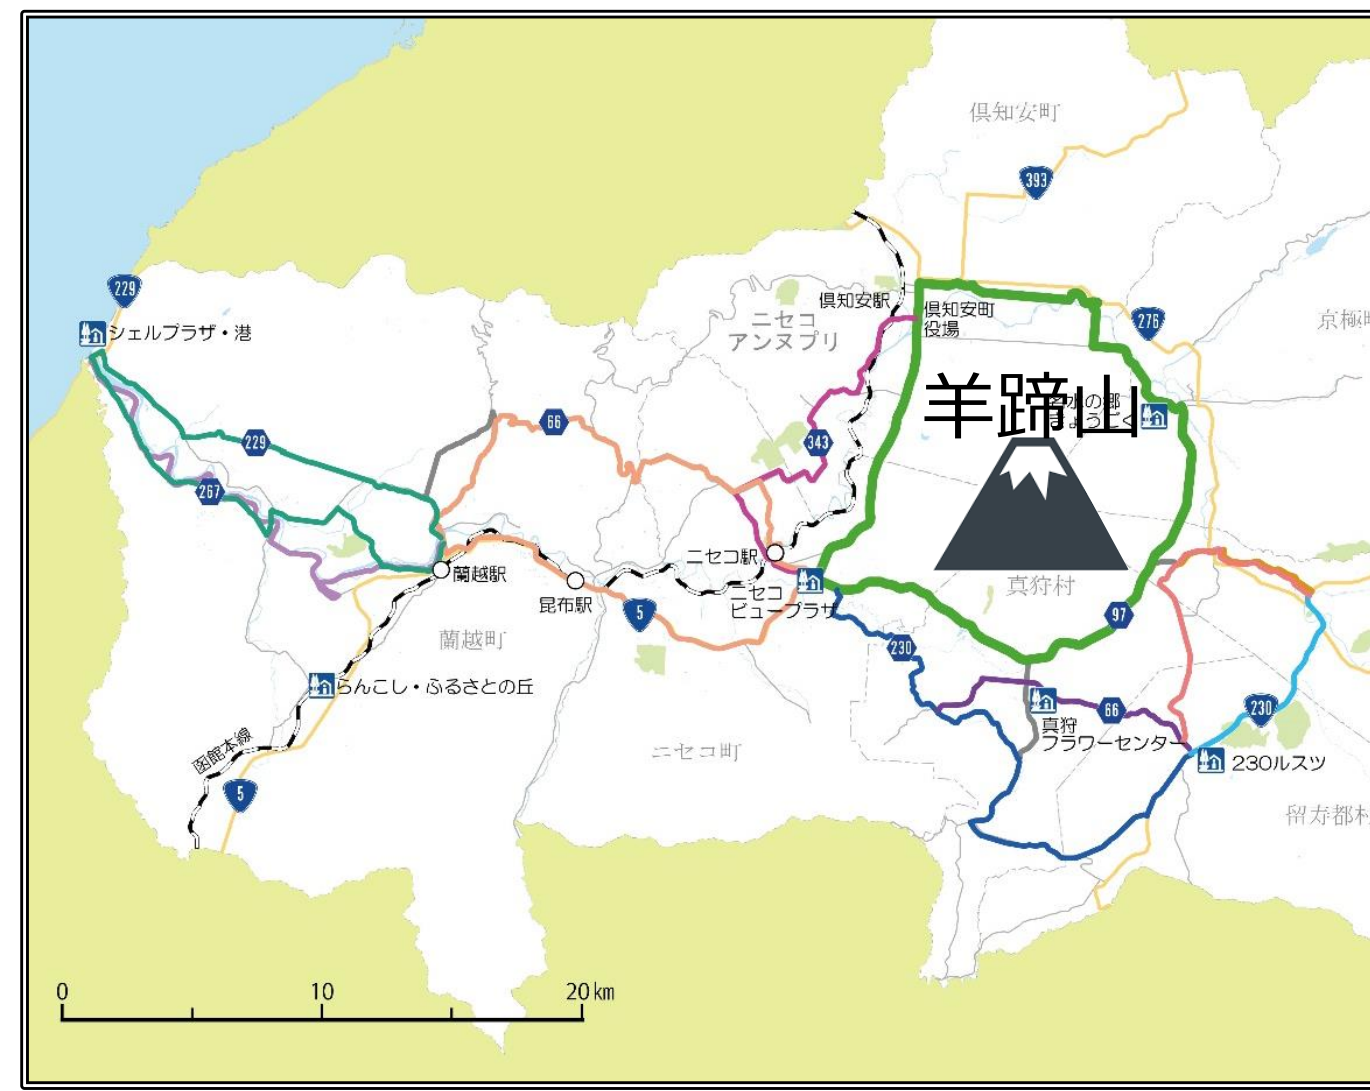 倶知安町
393
229
シェルプラザ・港
倶知安駅
倶知安町
役場
276
ニセコ
アンヌプリ
羊蹄山
66
229
343
267
ニセコ駅
蘭越駅
昆布駅
ニセコ
ビュープラザ
真狩村
5
97
蘭越町
230
らんこし・ふるさとの丘
66
230
真狩
フラワーセンター
函館本線
ニセコ町
230ルスツ
5
留寿都村
0 10 20km